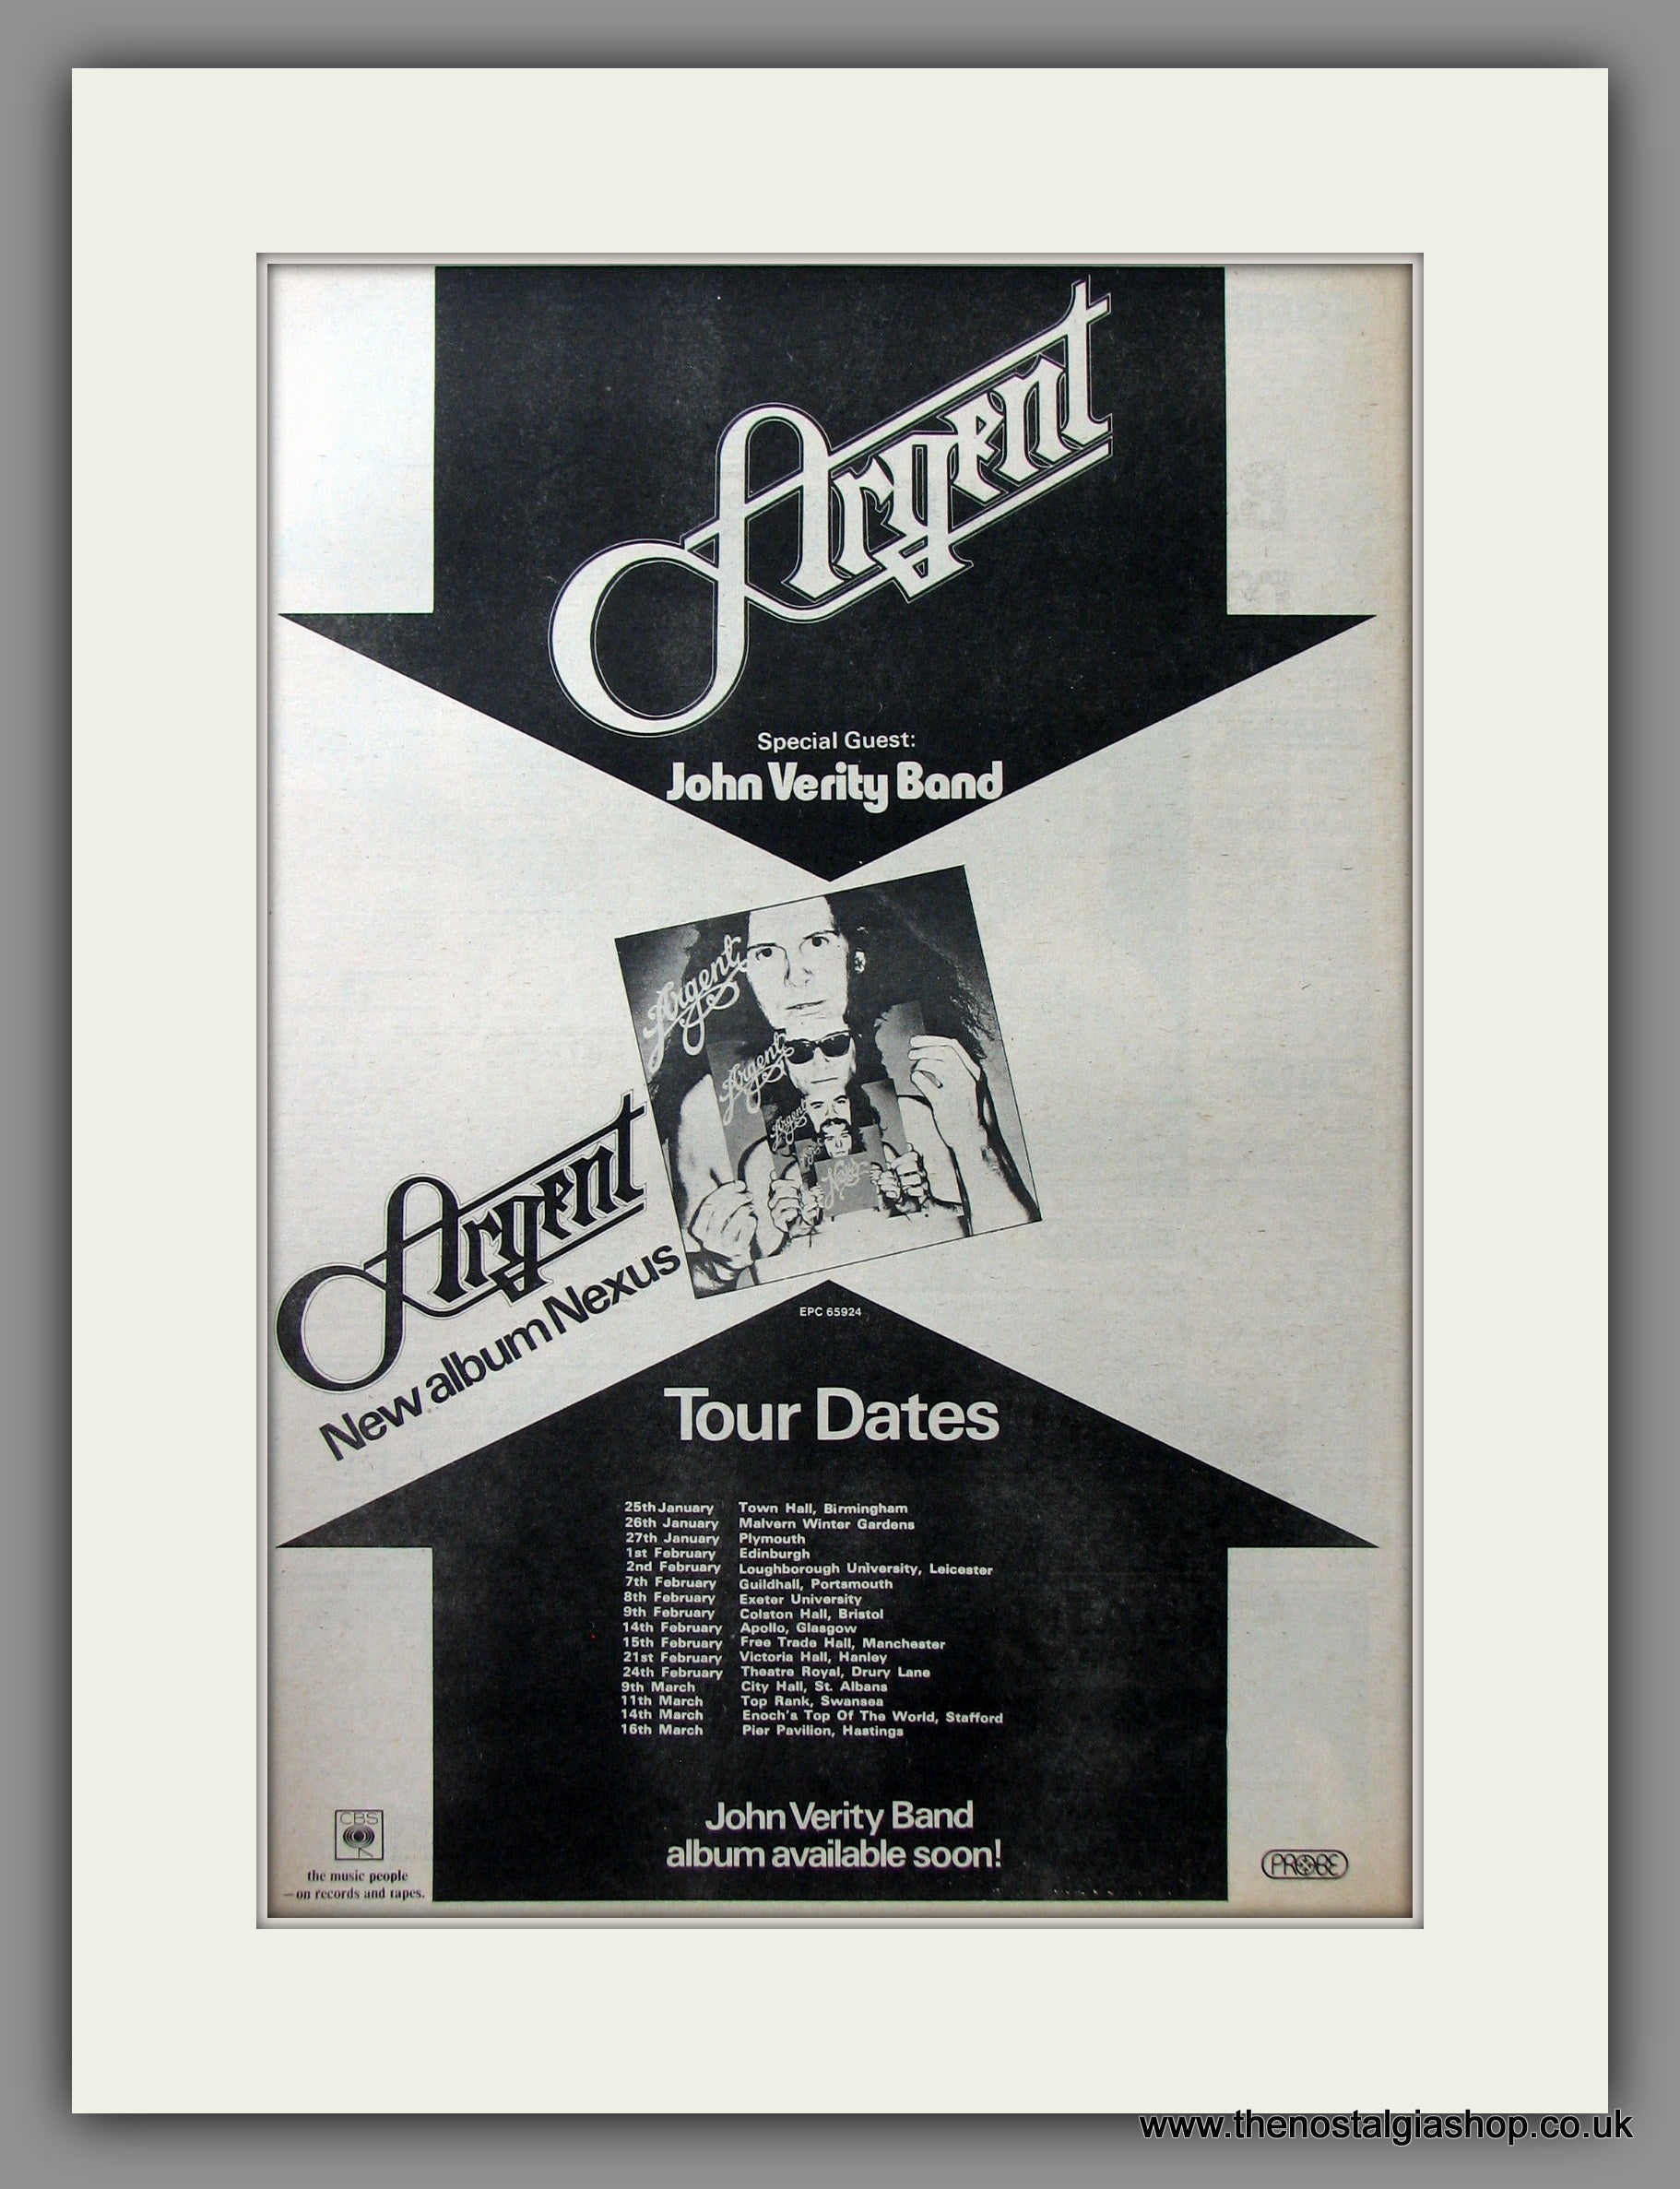 Argent
Special Guest:
John Verity Band
Argent
Argent
Argent
Nexus
Argent
New album Nexus
EPC 65924
Tour Dates
25th January Town Hall, Birmingham
26th January Malvern Winter Gardens
27th January Plymouth
1st February Edinburgh
2nd February Loughborough University, Leicester
7th February Guildhall, Portsmouth
8th February Exeter University
9th February Colston Hall, Bristol
14th February Apollo, Glasgow
15th February Free Trade Hall, Manchester
21st February Victoria Hall, Hanley
24th February Theatre Royal, Drury Lane
9th March City Hall, St. Albans
11th March Top Rank, Swansea
14th March Enoch's Top Of The World, Stafford
16th March Pier Pavilion, Hastings
John Verity Band
album available soon!
CBS
the music people
—on records and tapes.
PROBE
www.thenostalgiashop.co.uk